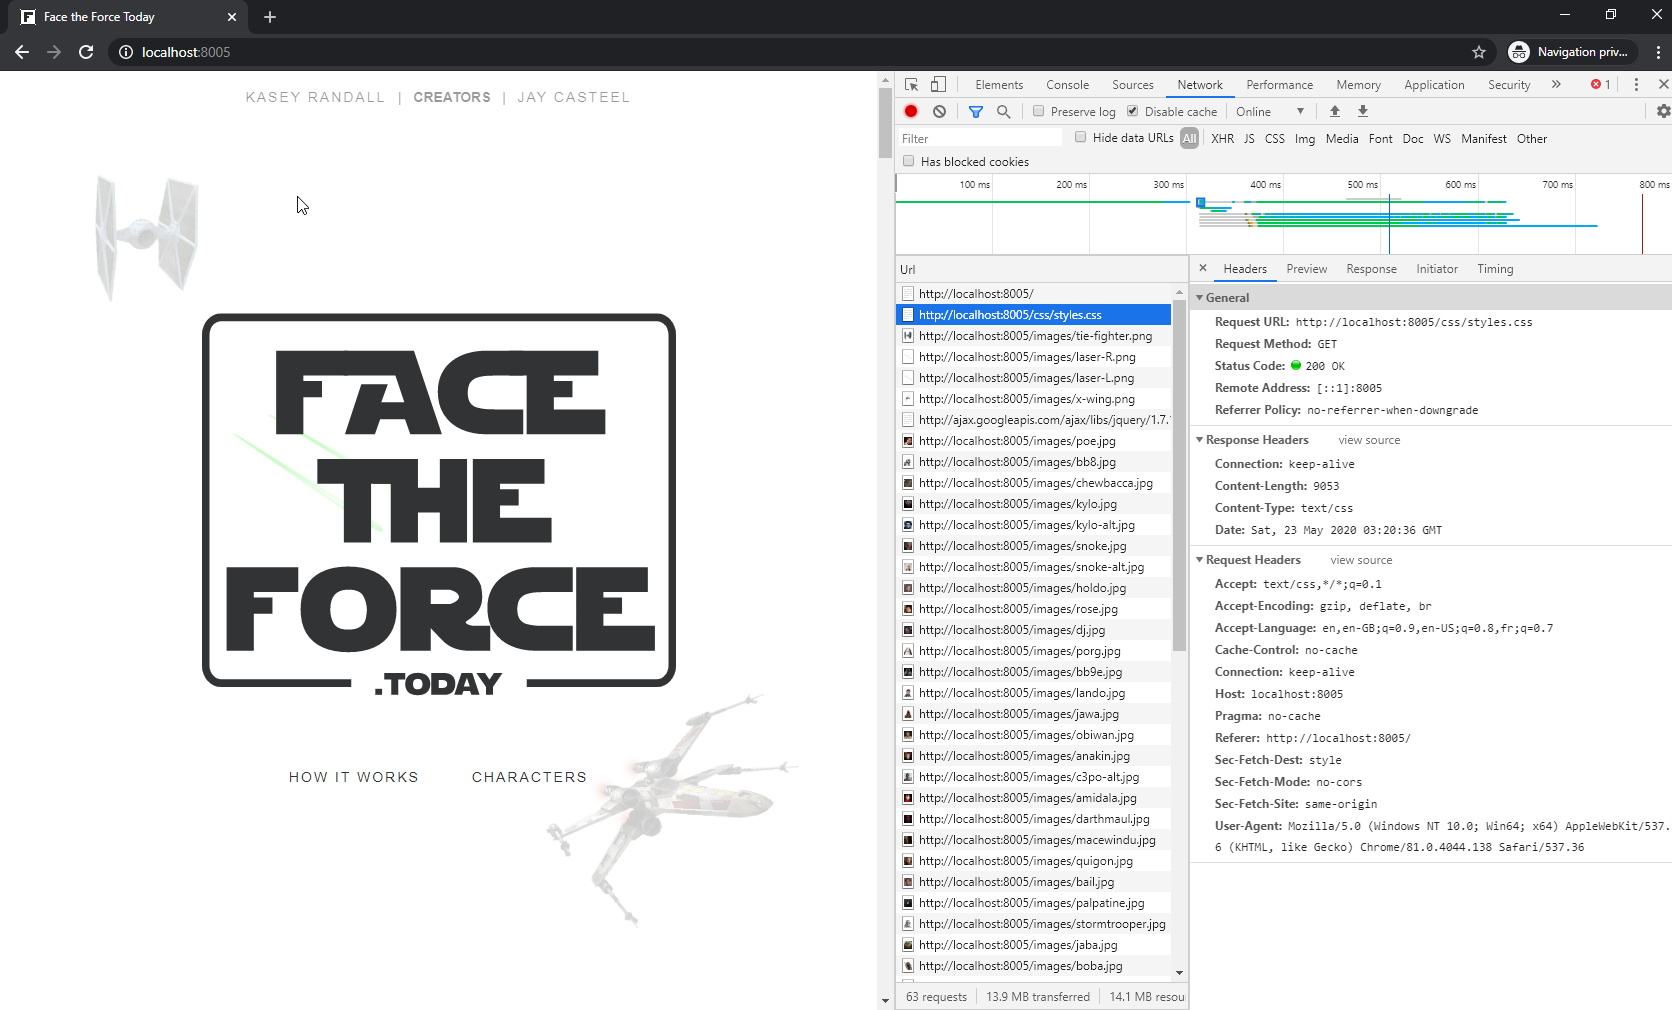 Face the Force Today
localhost:8005
Navigation priv...
KASEY RANDALL | CREATORS | JAY CASTEEL
FACE
THE
FORCE
.TODAY
HOW IT WORKS CHARACTERS
Elements Console Sources Network Performance Memory Application Security » 1
Preserve log Disable cache Online
Filter Hide data URLs All XHR JS CSS Img Media Font Doc WS Manifest Other
Has blocked cookies
100 ms 200 ms 300 ms 400 ms 500 ms 600 ms 700 ms 800 ms
Url
http://localhost:8005/
http://localhost:8005/css/styles.css
http://localhost:8005/images/tie-fighter.png
http://localhost:8005/images/laser-R.png
http://localhost:8005/images/laser-L.png
http://localhost:8005/images/x-wing.png
http://ajax.googleapis.com/ajax/libs/jquery/1.7.
http://localhost:8005/images/poe.jpg
http://localhost:8005/images/bb8.jpg
http://localhost:8005/images/chewbacca.jpg
http://localhost:8005/images/kylo.jpg
http://localhost:8005/images/kylo-alt.jpg
http://localhost:8005/images/snoke.jpg
http://localhost:8005/images/snoke-alt.jpg
http://localhost:8005/images/holdo.jpg
http://localhost:8005/images/rose.jpg
http://localhost:8005/images/dj.jpg
http://localhost:8005/images/porg.jpg
http://localhost:8005/images/bb9e.jpg
http://localhost:8005/images/lando.jpg
http://localhost:8005/images/jawa.jpg
http://localhost:8005/images/obiwan.jpg
http://localhost:8005/images/anakin.jpg
http://localhost:8005/images/c3po-alt.jpg
http://localhost:8005/images/amidala.jpg
http://localhost:8005/images/darthmaul.jpg
http://localhost:8005/images/macewindu.jpg
http://localhost:8005/images/quigon.jpg
http://localhost:8005/images/bail.jpg
http://localhost:8005/images/palpatine.jpg
http://localhost:8005/images/stormtrooper.jpg
http://localhost:8005/images/jaba.jpg
http://localhost:8005/images/boba.jpg
63 requests 13.9 MB transferred 14.1 MB resou
Headers Preview Response Initiator Timing
General
Request URL: http://localhost:8005/css/styles.css
Request Method: GET
Status Code: 200 OK
Remote Address: [::1]:8005
Referrer Policy: no-referrer-when-downgrade
Response Headers view source
Connection: keep-alive
Content-Length: 9053
Content-Type: text/css
Date: Sat, 23 May 2020 03:20:36 GMT
Request Headers view source
Accept: text/css,*/*;q=0.1
Accept-Encoding: gzip, deflate, br
Accept-Language: en,en-GB;q=0.9,en-US;q=0.8,fr;q=0.7
Cache-Control: no-cache
Connection: keep-alive
Host: localhost:8005
Pragma: no-cache
Referer: http://localhost:8005/
Sec-Fetch-Dest: style
Sec-Fetch-Mode: no-cors
Sec-Fetch-Site: same-origin
User-Agent: Mozilla/5.0 (Windows NT 10.0; Win64; x64) AppleWebKit/537.
6 (KHTML, like Gecko) Chrome/81.0.4044.138 Safari/537.36